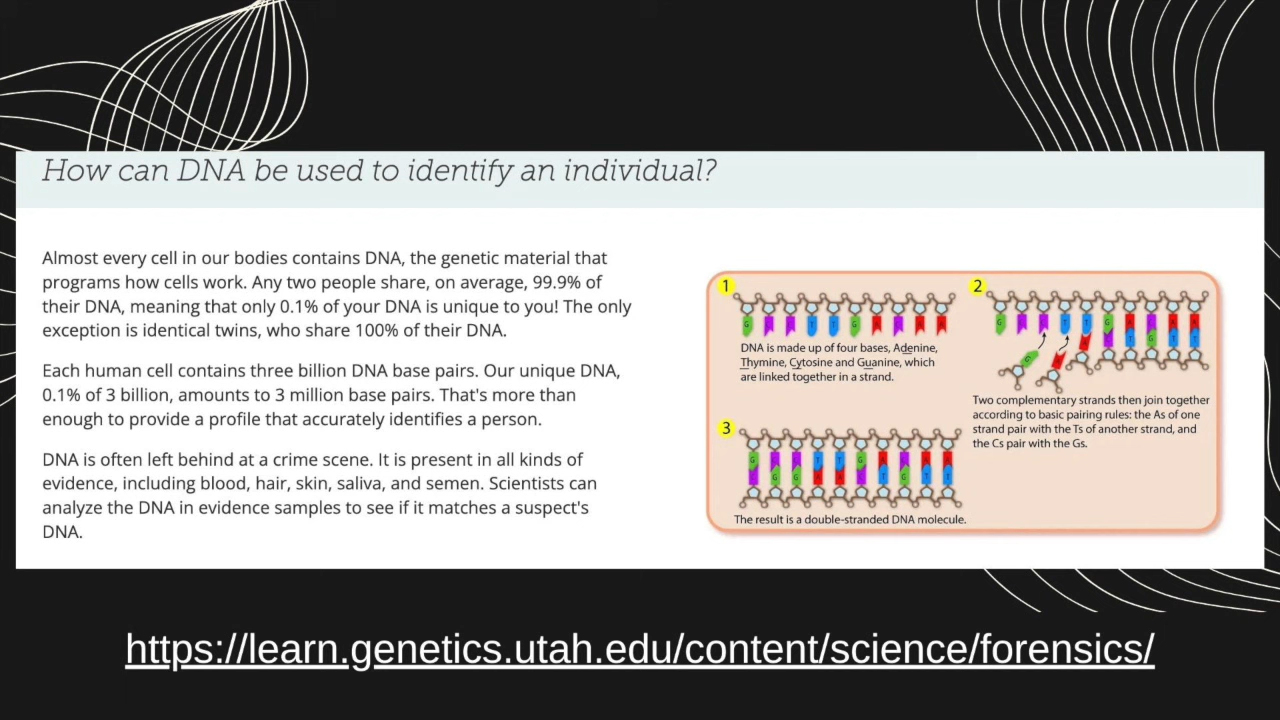 How can DNA be used to identify an individual?
Almost every cell in our bodies contains DNA, the genetic material that
programs how cells work. Any two people share, on average, 99.9% of
their DNA, meaning that only 0.1% of your DNA is unique to you! The only
exception is identical twins, who share 100% of their DNA.
Each human cell contains three billion DNA base pairs. Our unique DNA,
0.1% of 3 billion, amounts to 3 million base pairs. That's more than
enough to provide a profile that accurately identifies a person.
DNA is often left behind at a crime scene. It is present in all kinds of
evidence, including blood, hair, skin, saliva, and semen. Scientists can
analyze the DNA in evidence samples to see if it matches a suspect's
DNA.
1
DNA is made up of four bases, Adenine,
Thymine, Cytosine and Guanine, which
are linked together in a strand.
2
Two complementary strands then join together
according to basic pairing rules: the As of one
strand pair with the Ts of another strand, and
the Cs pair with the Gs.
3
The result is a double-stranded DNA molecule.
https://learn.genetics.utah.edu/content/science/forensics/